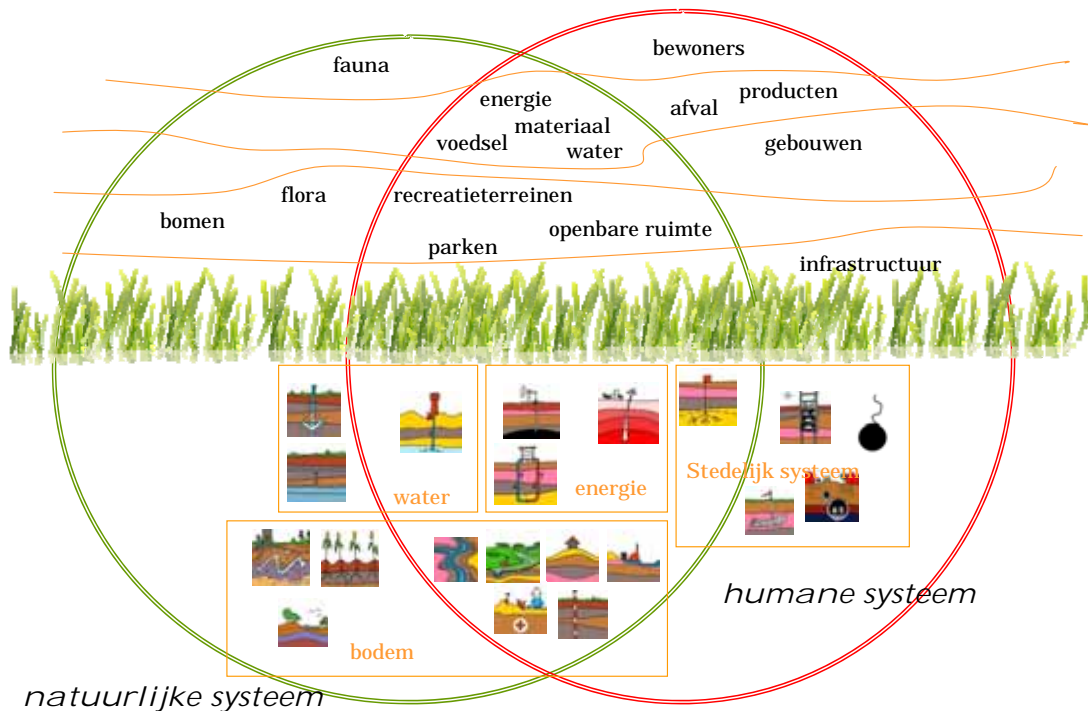 bewoners
fauna
producten
energie
afval
materiaal
voedsel
water
gebouwen
flora
recreatieterreinen
bomen
openbare ruimte
parken
infrastructuur
Stedelijk systeem
water
energie
humane systeem
bodem
natuurlijke systeem